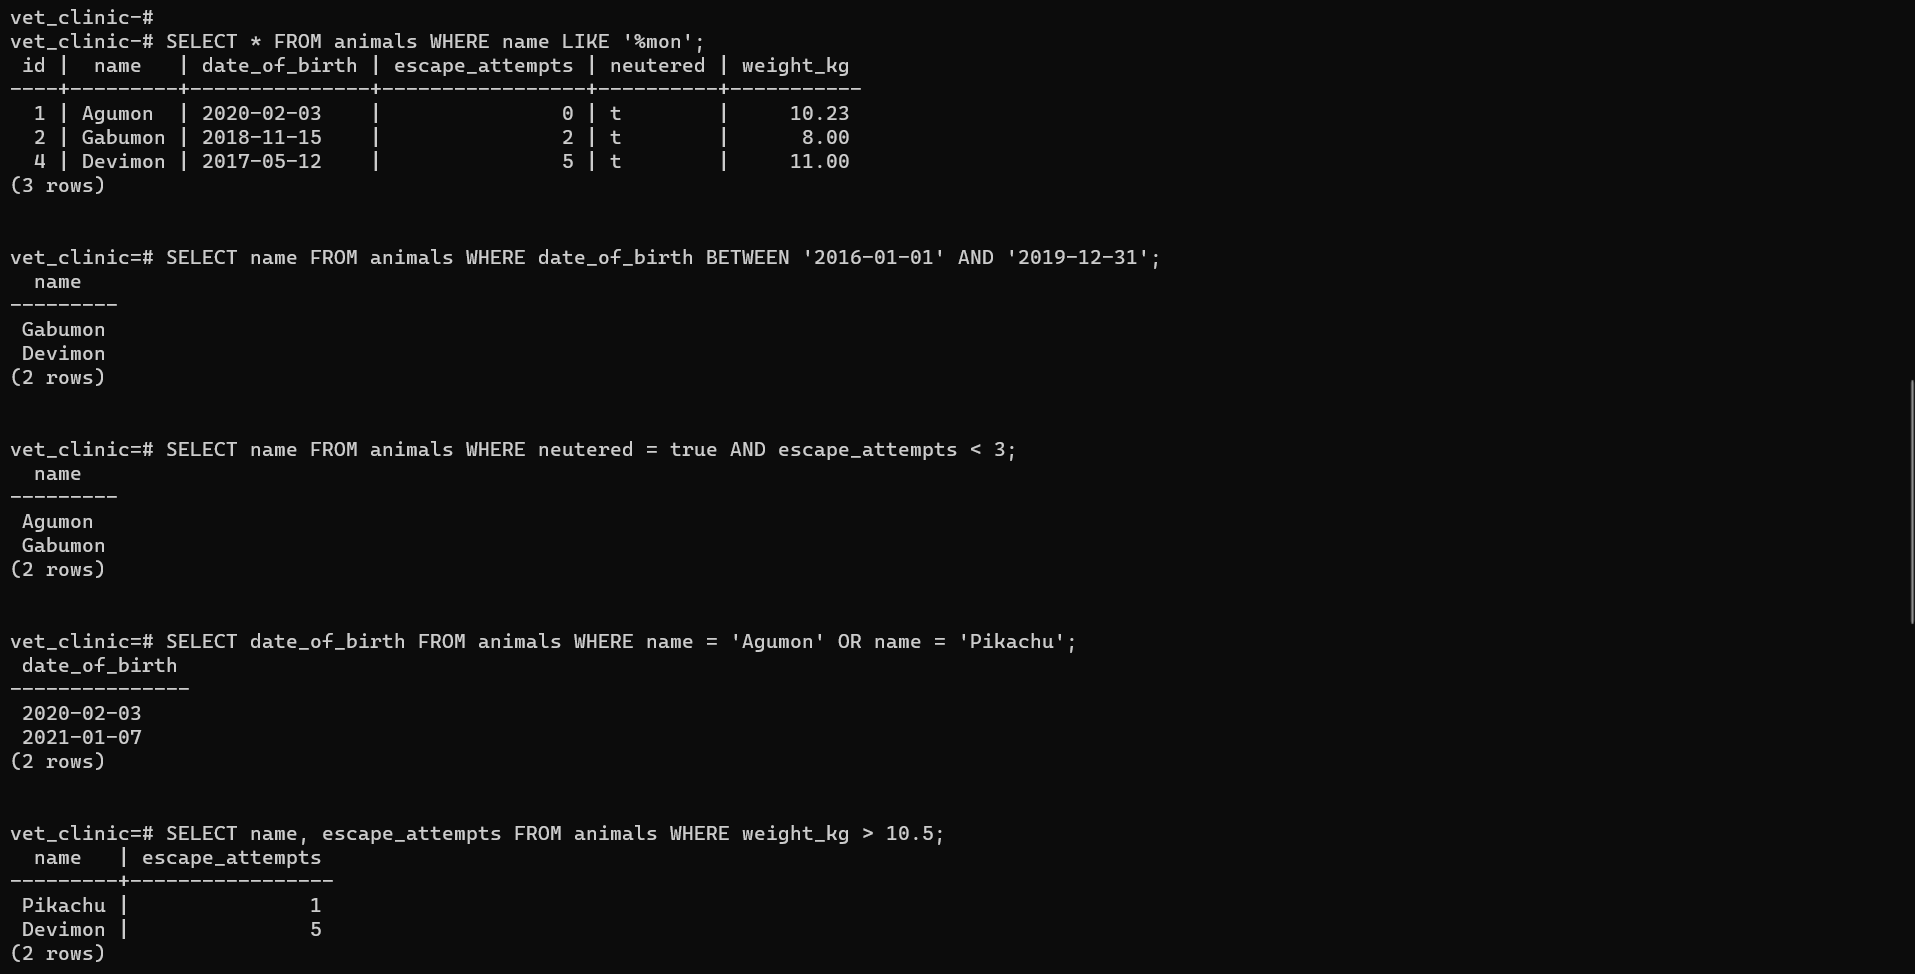 vet_clinic-#
vet_clinic-# SELECT * FROM animals WHERE name LIKE '%mon';
 id |  name   | date_of_birth | escape_attempts | neutered | weight_kg
----+---------+---------------+-----------------+----------+-----------
  1 | Agumon  | 2020-02-03    |               0 | t        |     10.23
  2 | Gabumon | 2018-11-15    |               2 | t        |      8.00
  4 | Devimon | 2017-05-12    |               5 | t        |     11.00
(3 rows)
vet_clinic=# SELECT name FROM animals WHERE date_of_birth BETWEEN '2016-01-01' AND '2019-12-31';
  name
---------
 Gabumon
 Devimon
(2 rows)
vet_clinic=# SELECT name FROM animals WHERE neutered = true AND escape_attempts < 3;
  name
---------
 Agumon
 Gabumon
(2 rows)
vet_clinic=# SELECT date_of_birth FROM animals WHERE name = 'Agumon' OR name = 'Pikachu';
 date_of_birth
---------------
 2020-02-03
 2021-01-07
(2 rows)
vet_clinic=# SELECT name, escape_attempts FROM animals WHERE weight_kg > 10.5;
  name   | escape_attempts
---------+-----------------
 Pikachu |               1
 Devimon |               5
(2 rows)